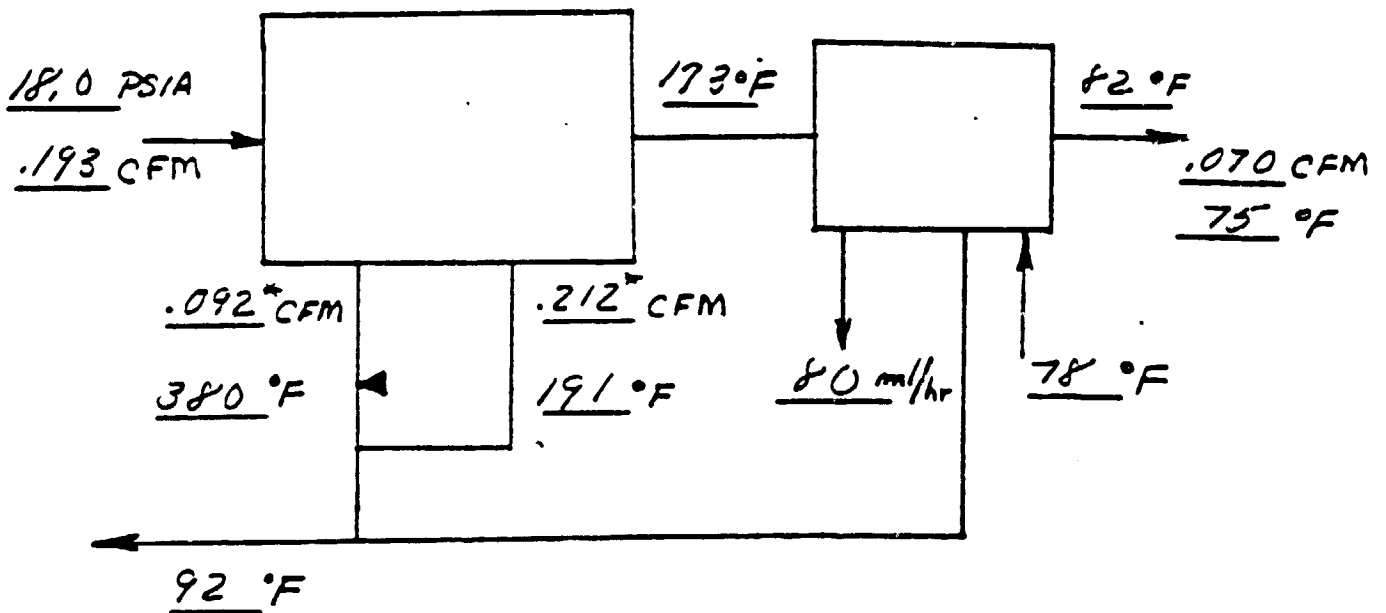 18,0 PSIA
.193 CFM
173°F
82 °F
.070 CFM
75 °F
.092* CFM
.212* CFM
380 °F
191 °F
80 ml/hr
78 °F
92 °F